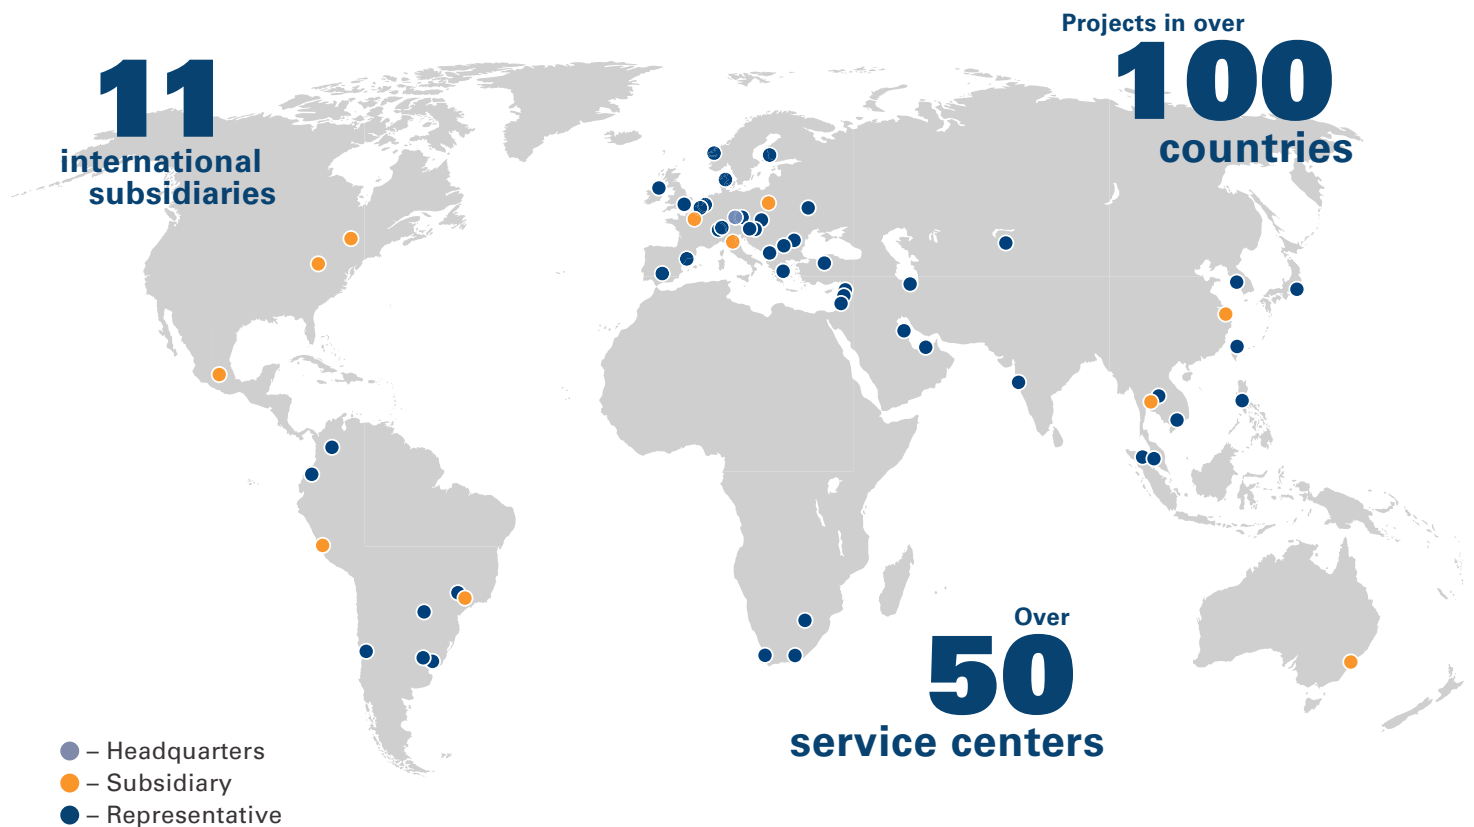 11
international
subsidiaries
Projects in over
100
countries
Over
50
service centers
– Headquarters
– Subsidiary
– Representative